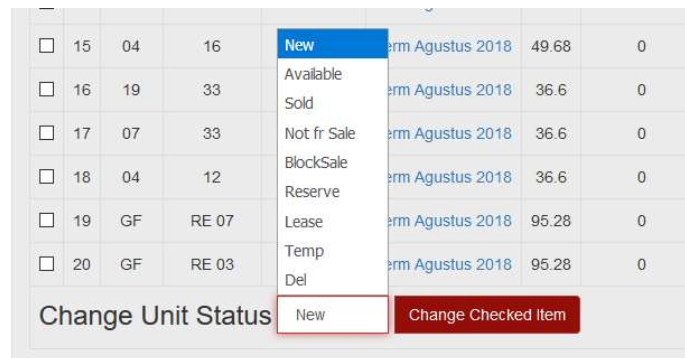 15 04 16 New erm Agustus 2018 49.68 0
Available
16 19 33 erm Agustus 2018 36.6 0
Sold
17 07 33 Not fr Sale erm Agustus 2018 36.6 0
BlockSale
18 04 12 erm Agustus 2018 36.6 0
Reserve
19 GF RE 07 Lease erm Agustus 2018 95.28 0
Temp
20 GF RE 03 erm Agustus 2018 95.28 0
Del
Change Unit Status New Change Checked Item